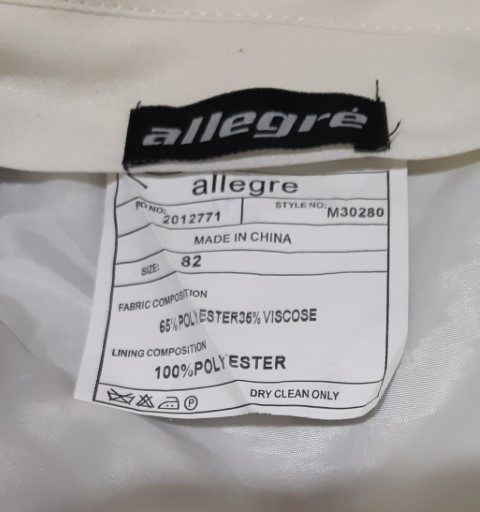 allegré
allegre
PO NO: 2012771 STYLE NO: M30280
MADE IN CHINA
SIZE: 82
FABRIC COMPOSITION
65%POLYESTER35% VISCOSE
LINING COMPOSITION
100%POLYESTER
P DRY CLEAN ONLY